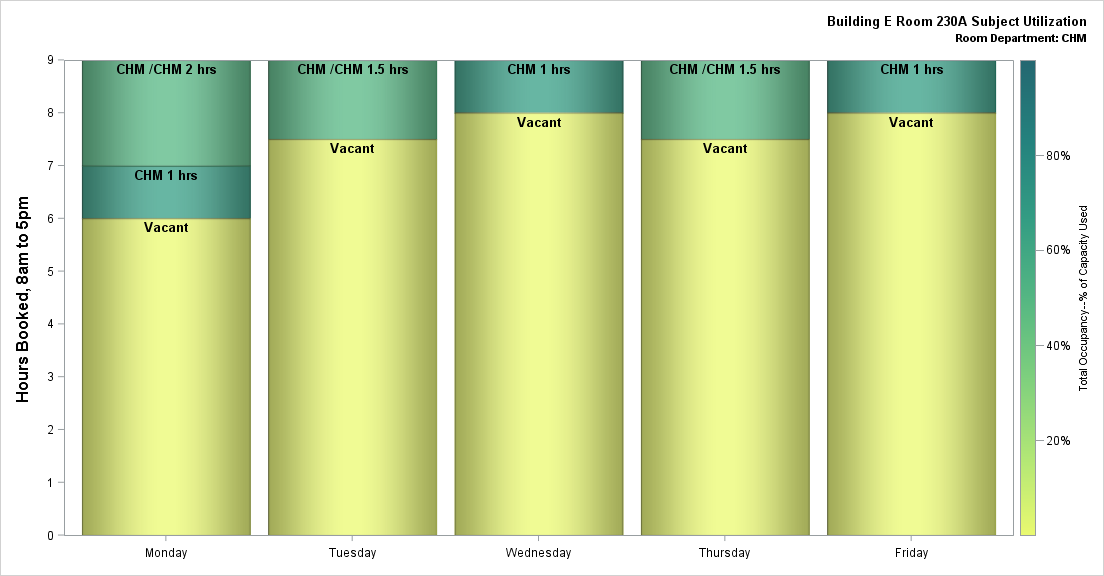 Building E Room 230A Subject Utilization
Room Department: CHM
Hours Booked, 8am to 5pm
9
8
7
6
5
4
3
2
1
0
CHM /CHM 2 hrs
CHM 1 hrs
Vacant
CHM /CHM 1.5 hrs
Vacant
CHM 1 hrs
Vacant
CHM /CHM 1.5 hrs
Vacant
CHM 1 hrs
Vacant
Monday
Tuesday
Wednesday
Thursday
Friday
80%
60%
40%
20%
Total Occupancy--% of Capacity Used